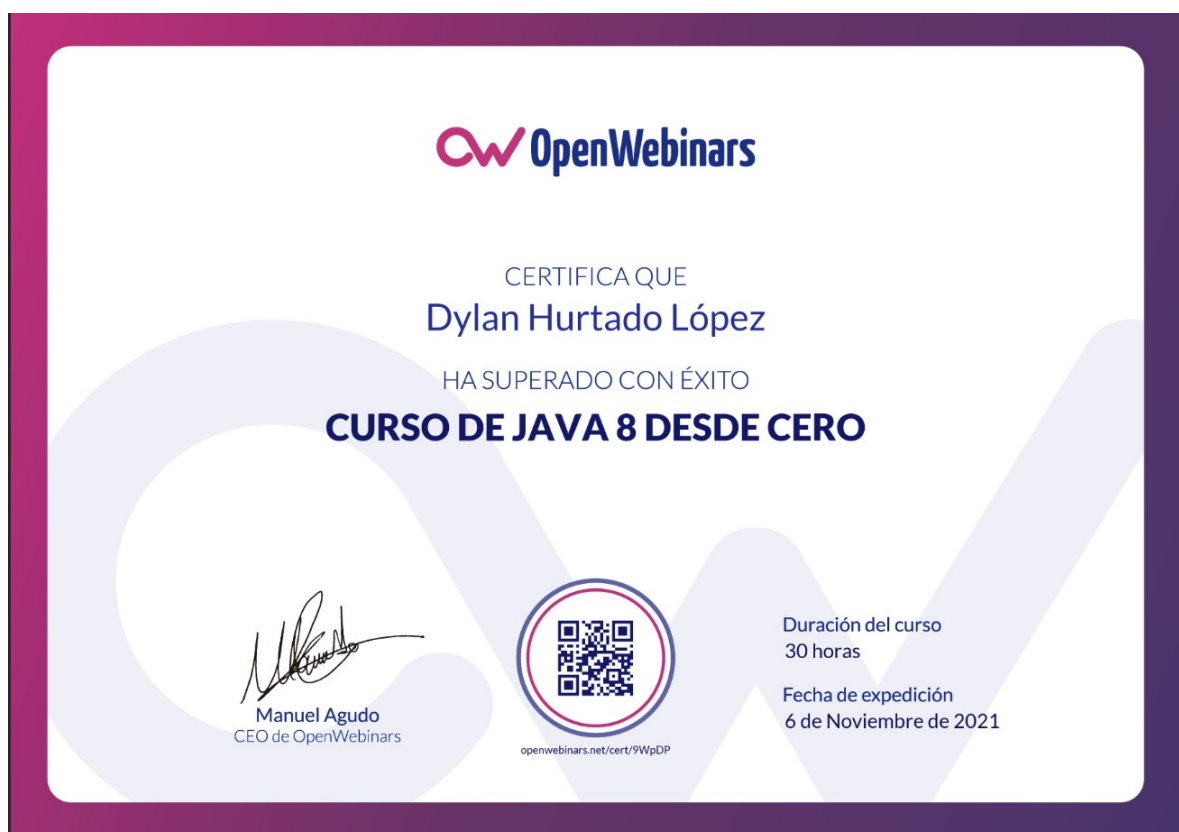 OpenWebinars
CERTIFICA QUE
Dylan Hurtado López
HA SUPERADO CON ÉXITO
CURSO DE JAVA 8 DESDE CERO
Manuel Agudo
CEO de OpenWebinars
openwebinars.net/cert/9WpDP
Duración del curso
30 horas
Fecha de expedición
6 de Noviembre de 2021